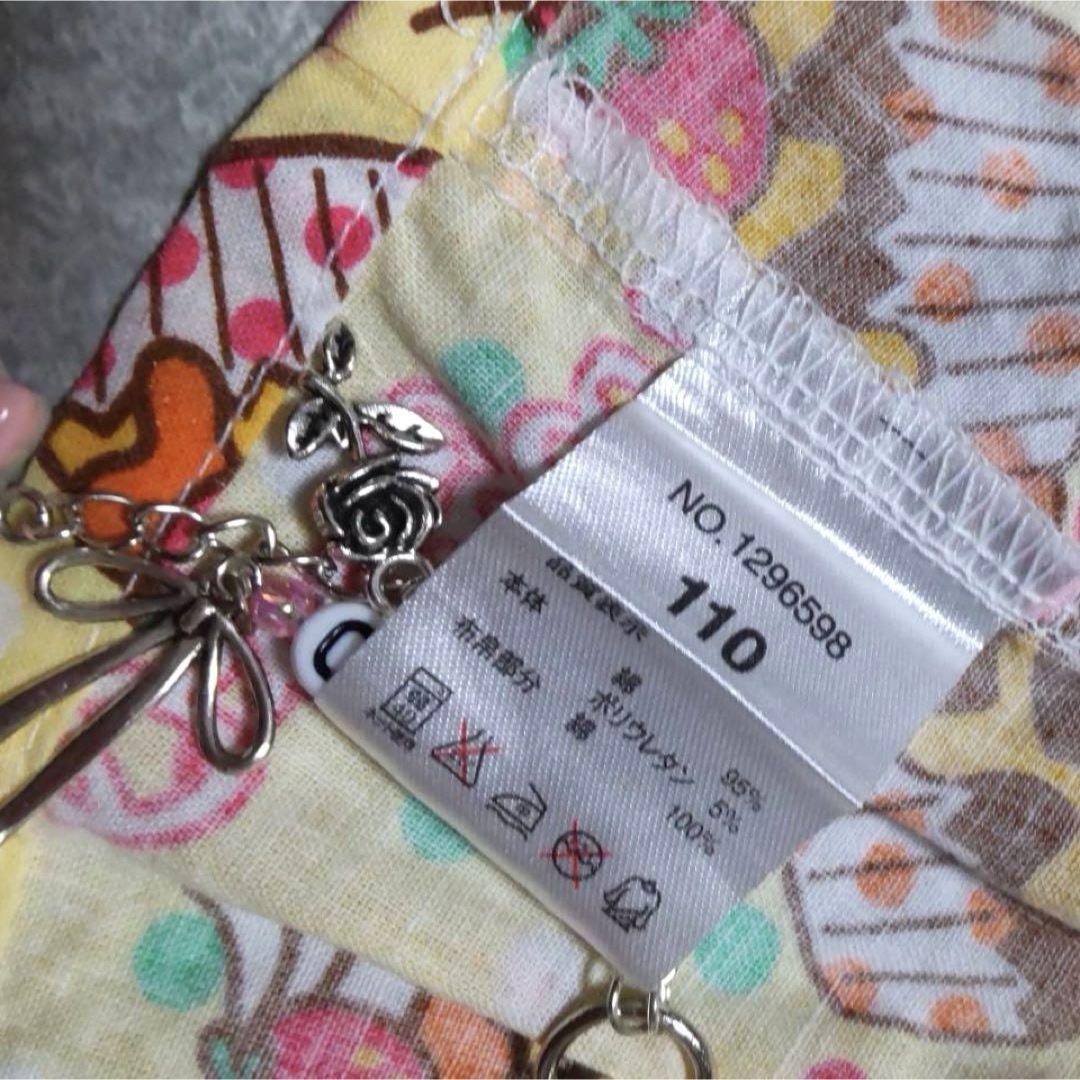 NO.1296598
110
品質表示
本体 綿 95%
ポリウレタン 5%
布帛部分 綿 100%